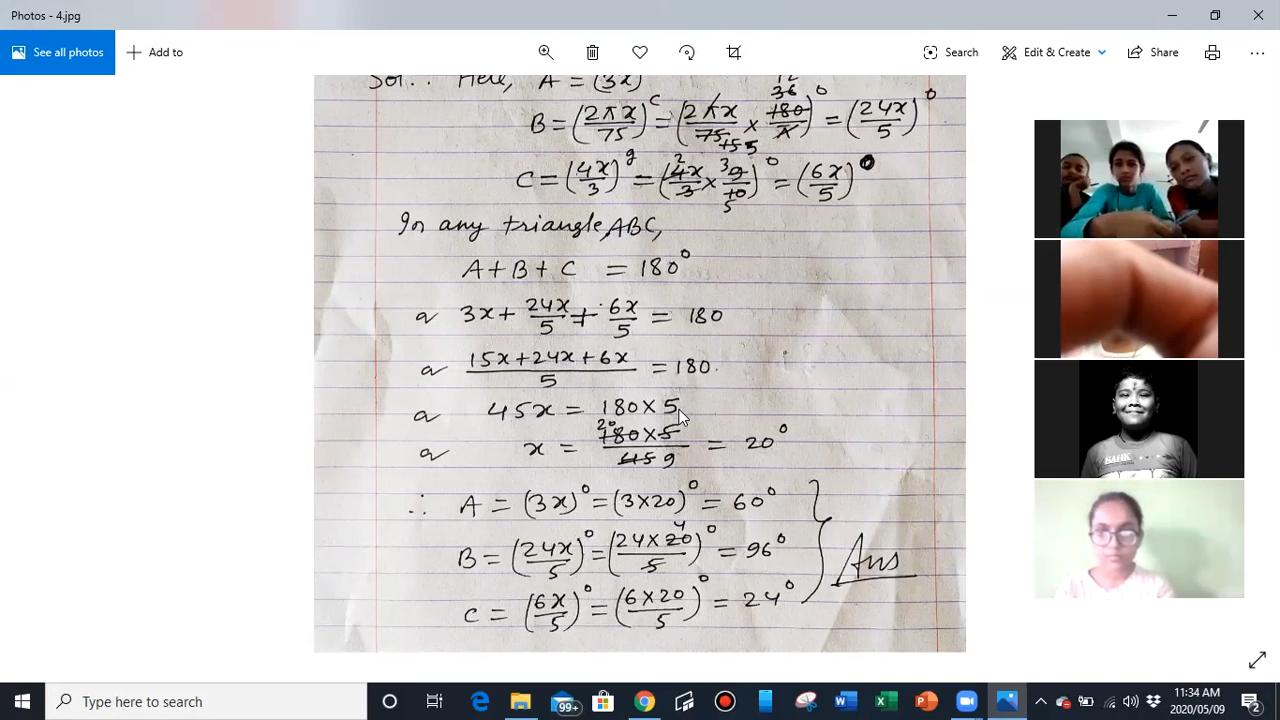 Photos - 4.jpg
See all photos
Add to
Search
Edit & Create
Share
Sol. : Here, A = (3x)
B = (2πx/75)^c = (2πx/75 × 180/π)° = (24x/5)°
C = (4x/3)^g = (4x/3 × 9/10)° = (6x/5)°
In any triangle, ABC,
A + B + C = 180°
a 3x + 24x/5 + 6x/5 = 180
a 15x + 24x + 6x/5 = 180.
a 45x = 180 × 5
a x = 180 × 5/45 = 20°
∴ A = (3x)° = (3 × 20)° = 60°
B = (24x/5)° = (24 × 20/5)° = 96°
C = (6x/5)° = (6 × 20/5)° = 24°
Ans
Type here to search
99+
11:34 AM
2020/05/09
2